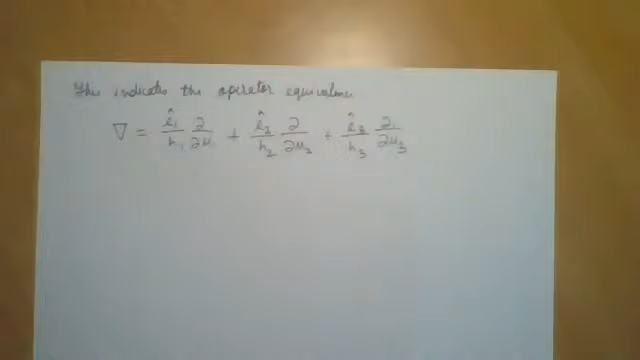 This indicates the operator equivalence
∇ = ê₁/h₁ ∂/∂u₁ + ê₂/h₂ ∂/∂u₂ + ê₃/h₃ ∂/∂u₃